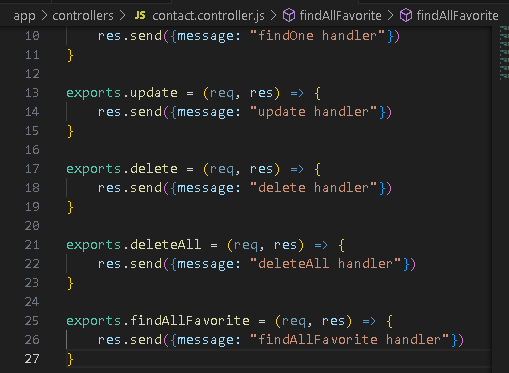 app > controllers > JS contact.controller.js > findAllFavorite > findAllFavorite
10 res.send({message: "findOne handler"})
11 }
12
13 exports.update = (req, res) => {
14 res.send({message: "update handler"})
15 }
16
17 exports.delete = (req, res) => {
18 res.send({message: "delete handler"})
19 }
20
21 exports.deleteAll = (req, res) => {
22 res.send({message: "deleteAll handler"})
23 }
24
25 exports.findAllFavorite = (req, res) => {
26 res.send({message: "findAllFavorite handler"})
27 }